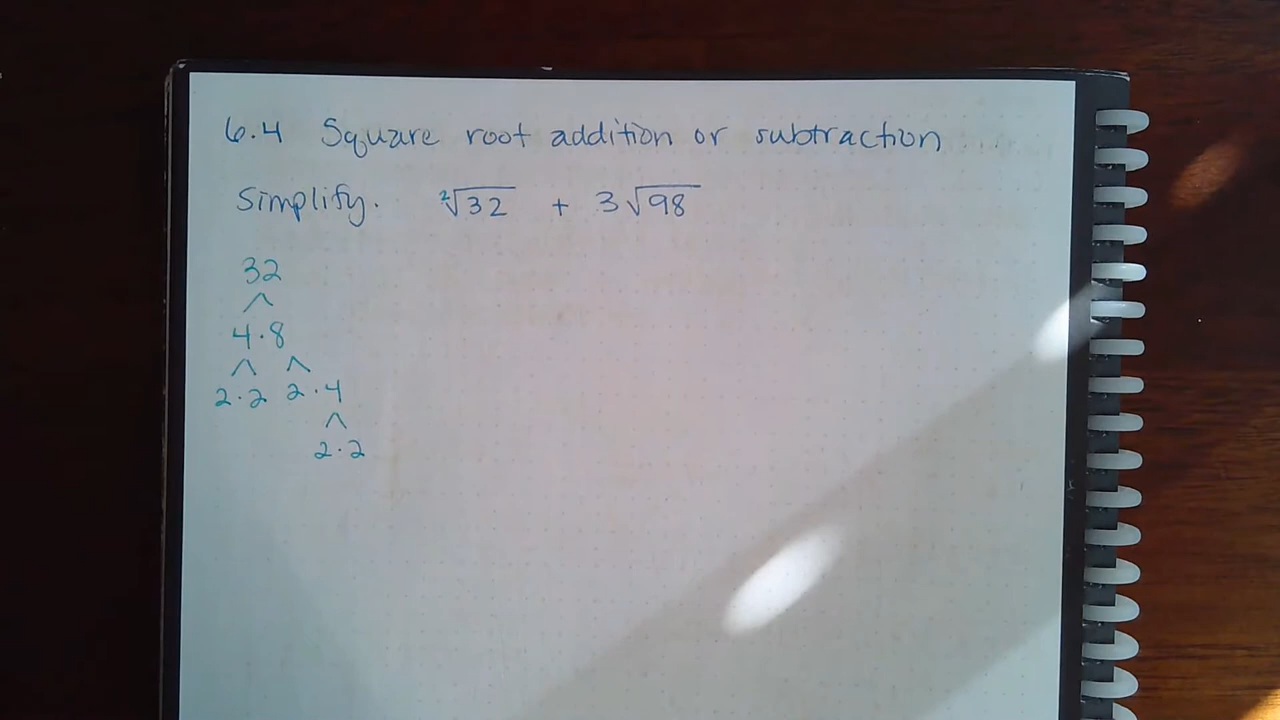 6.4 Square root addition or subtraction
Simplify. ²√32 + 3√98
32
4·8
2·2 2·4
2·2